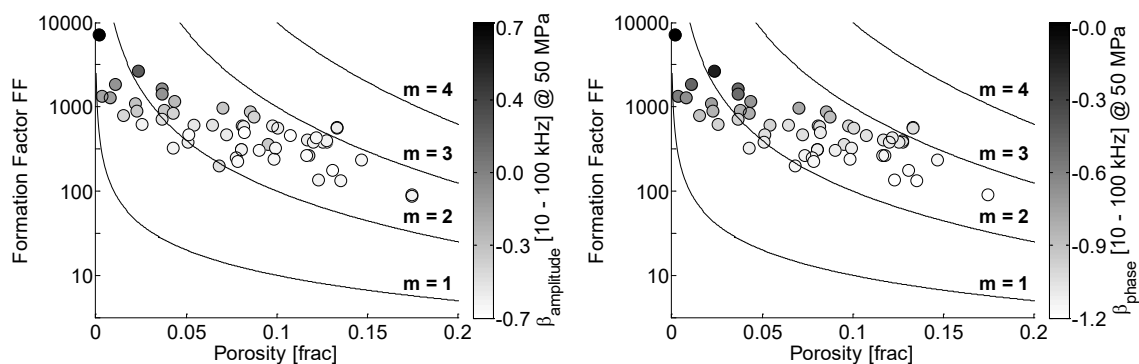 10000
1000
100
10
Formation Factor FF
0
0.05
0.1
0.15
0.2
Porosity [frac]
m = 4
m = 3
m = 2
m = 1
0.7
0.4
0.0
-0.3
-0.7
βamplitude [10 - 100 kHz] @ 50 MPa
10000
1000
100
10
Formation Factor FF
0
0.05
0.1
0.15
0.2
Porosity [frac]
m = 4
m = 3
m = 2
m = 1
-0.0
-0.3
-0.6
-0.9
-1.2
βphase [10 - 100 kHz] @ 50 MPa